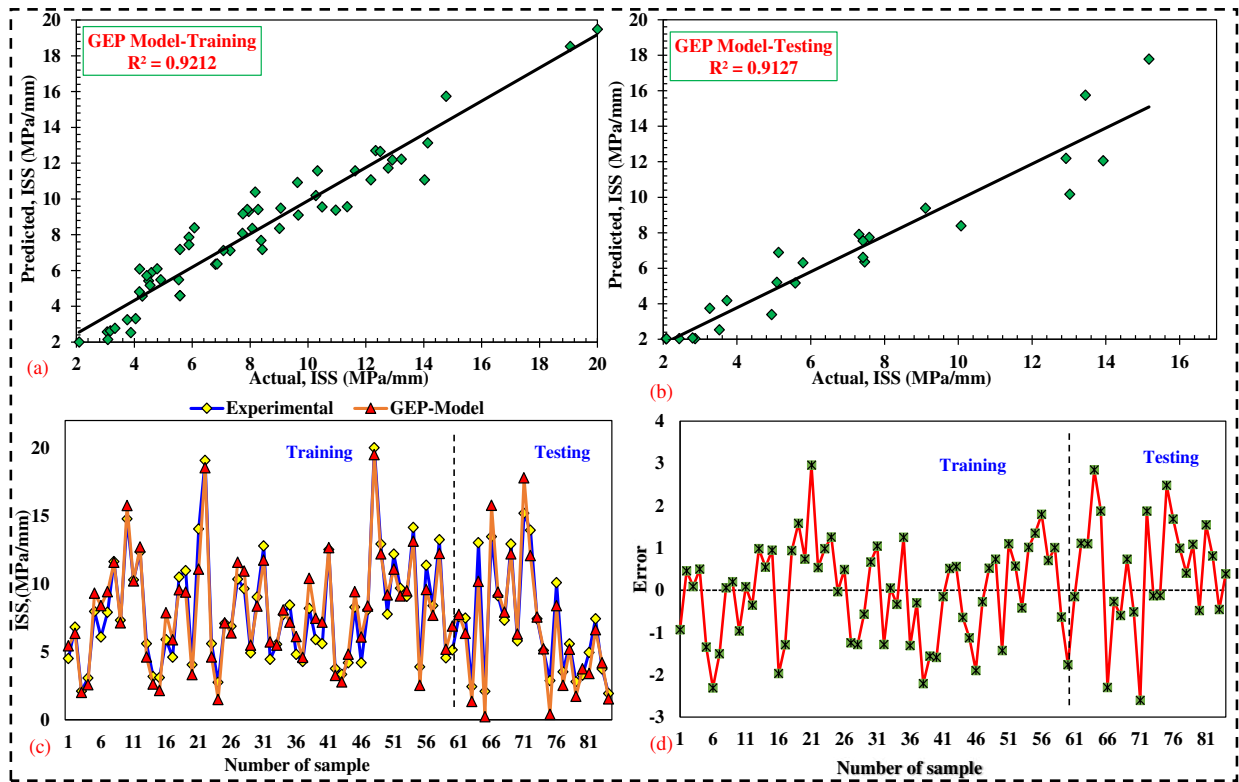 GEP Model-Training
R² = 0.9212
Predicted, ISS (MPa/mm)
20
18
16
14
12
10
8
6
4
2
2 4 6 8 10 12 14 16 18 20
Actual, ISS (MPa/mm)
(a)
GEP Model-Testing
R² = 0.9127
Predicted, ISS (MPa/mm)
20
18
16
14
12
10
8
6
4
2
2 4 6 8 10 12 14 16
Actual, ISS (MPa/mm)
(b)
Experimental GEP-Model
Training Testing
ISS, (MPa/mm)
20
15
10
5
0
1 6 11 16 21 26 31 36 41 46 51 56 61 66 71 76 81
Number of sample
(c)
Training Testing
Error
4
3
2
1
0
-1
-2
-3
1 6 11 16 21 26 31 36 41 46 51 56 61 66 71 76 81
Number of sample
(d)